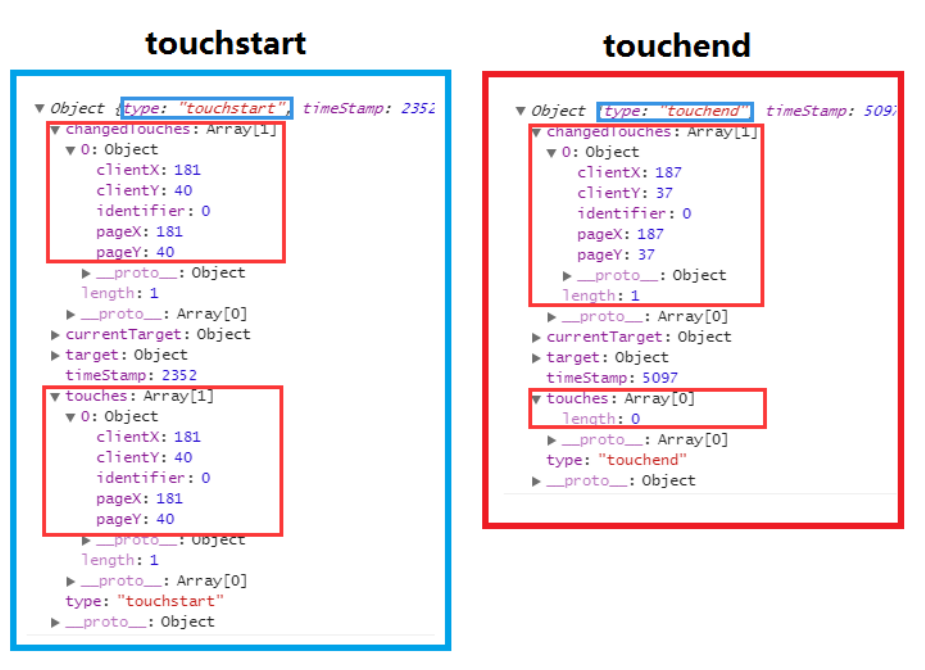 touchstart
▼ Object {type: "touchstart", timeStamp: 2352
▼ changedTouches: Array[1]
▼ 0: Object
clientX: 181
clientY: 40
identifier: 0
pageX: 181
pageY: 40
▶ __proto__: Object
length: 1
▶ __proto__: Array[0]
▶ currentTarget: Object
▶ target: Object
timeStamp: 2352
▼ touches: Array[1]
▼ 0: Object
clientX: 181
clientY: 40
identifier: 0
pageX: 181
pageY: 40
▶ __proto__: Object
length: 1
▶ __proto__: Array[0]
type: "touchstart"
▶ __proto__: Object
touchend
▼ Object {type: "touchend", timeStamp: 5097
▼ changedTouches: Array[1]
▼ 0: Object
clientX: 187
clientY: 37
identifier: 0
pageX: 187
pageY: 37
▶ __proto__: Object
length: 1
▶ __proto__: Array[0]
▶ currentTarget: Object
▶ target: Object
timeStamp: 5097
▼ touches: Array[0]
length: 0
▶ __proto__: Array[0]
type: "touchend"
▶ __proto__: Object